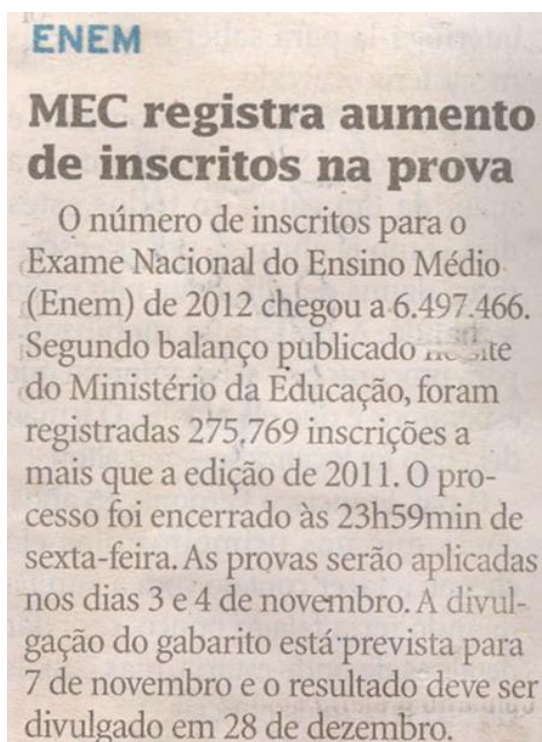 ENEM
MEC registra aumento
de inscritos na prova
O número de inscritos para o
Exame Nacional do Ensino Médio
(Enem) de 2012 chegou a 6.497.466.
Segundo balanço publicado no site
do Ministério da Educação, foram
registradas 275.769 inscrições a
mais que a edição de 2011. O pro-
cesso foi encerrado às 23h59min de
sexta-feira. As provas serão aplicadas
nos dias 3 e 4 de novembro. A divul-
gação do gabarito está prevista para
7 de novembro e o resultado deve ser
divulgado em 28 de dezembro.